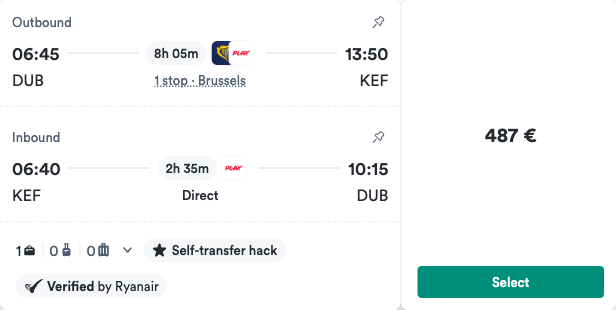 Outbound
06:45 8h 05m PLAY 13:50
DUB 1 stop · Brussels KEF
Inbound
06:40 2h 35m PLAY 10:15
KEF Direct DUB
487 €
1 0 0 Self-transfer hack
Verified by Ryanair
Select